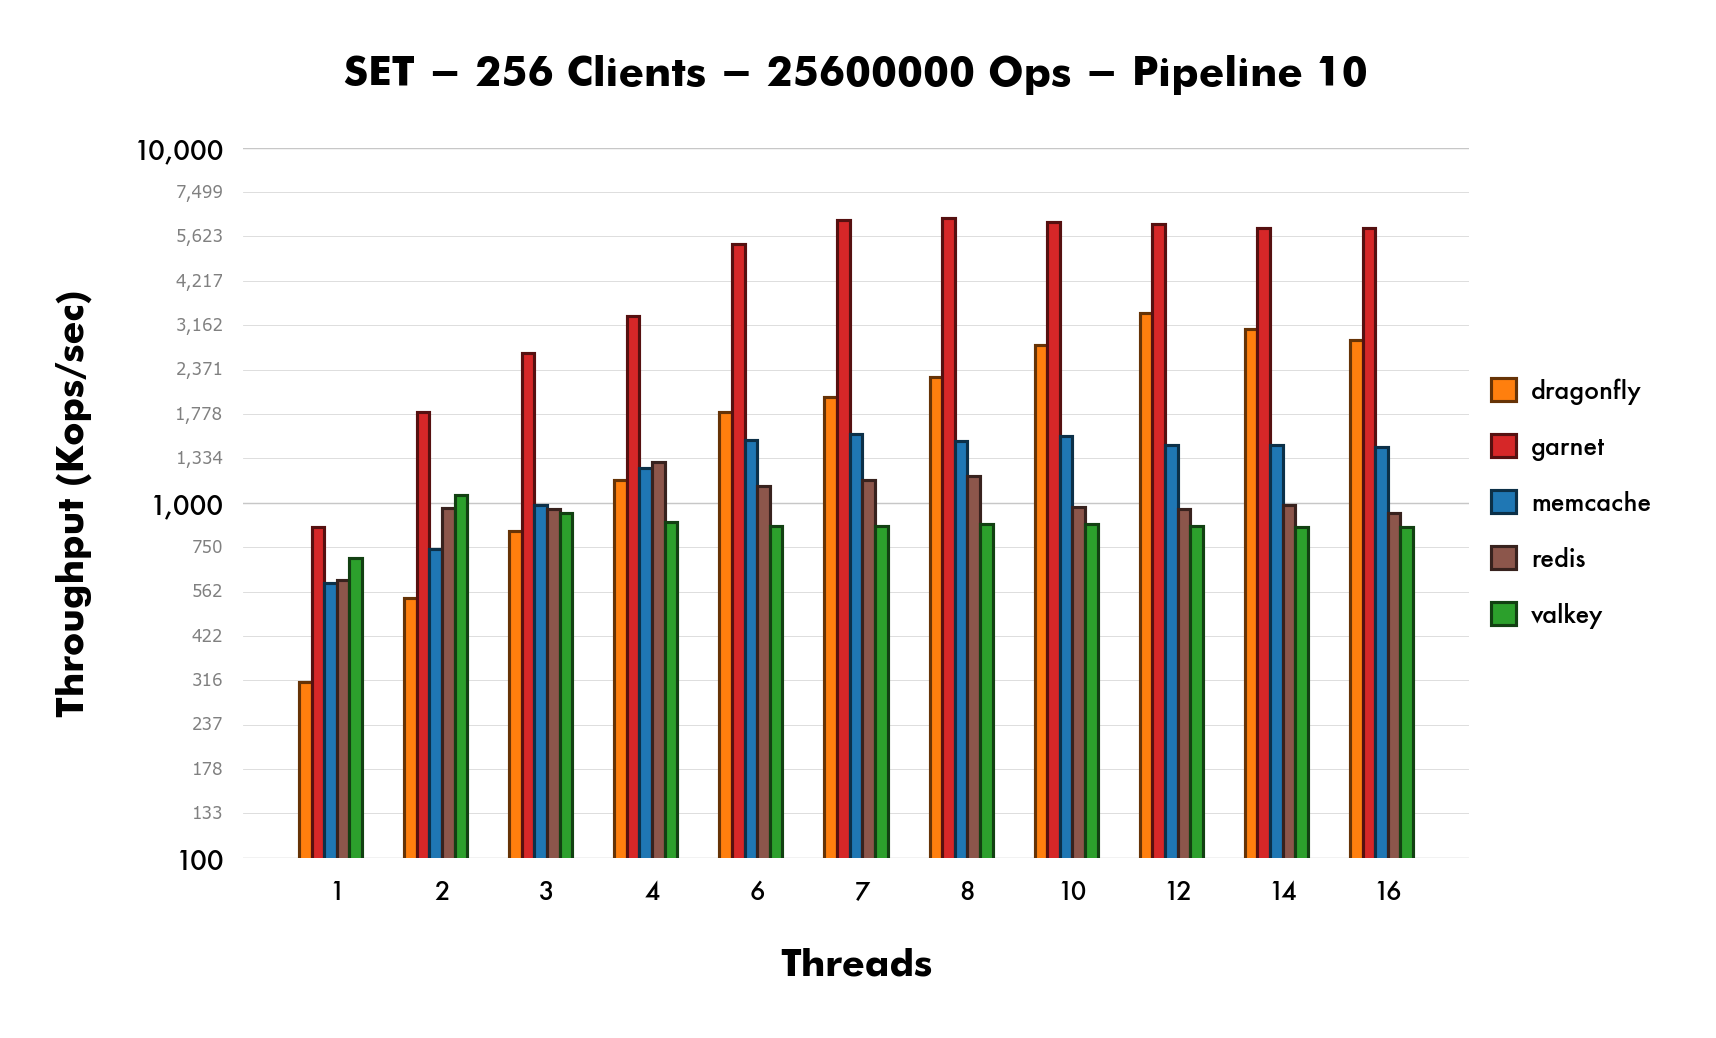 SET – 256 Clients – 25600000 Ops – Pipeline 10
Throughput (Kops/sec)
10,000
7,499
5,623
4,217
3,162
2,371
1,778
1,334
1,000
750
562
422
316
237
178
133
100
1 2 3 4 6 7 8 10 12 14 16
Threads
dragonfly
garnet
memcache
redis
valkey